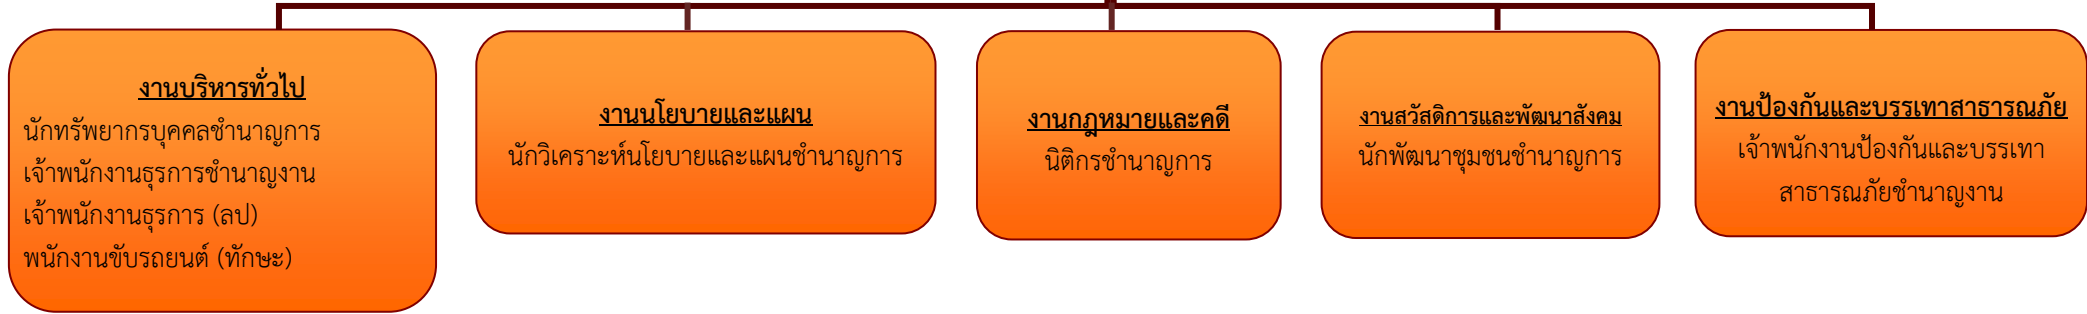 งานบริหารทั่วไป
นักทรัพยากรบุคคลชำนาญการ
เจ้าพนักงานธุรการชำนาญงาน
เจ้าพนักงานธุรการ (ลป)
พนักงานขับรถยนต์ (ทักษะ)
งานนโยบายและแผน
นักวิเคราะห์นโยบายและแผนชำนาญการ
งานกฎหมายและคดี
นิติกรชำนาญการ
งานสวัสดิการและพัฒนาสังคม
นักพัฒนาชุมชนชำนาญการ
งานป้องกันและบรรเทาสาธารณภัย
เจ้าพนักงานป้องกันและบรรเทา
สาธารณภัยชำนาญงาน